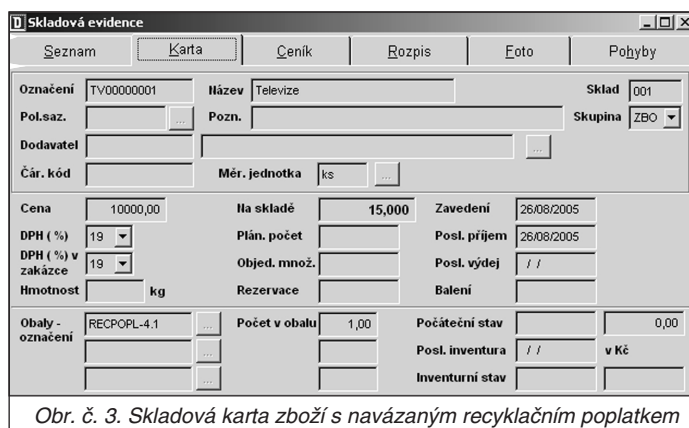 D Skladová evidence
Seznam Karta Ceník Rozpis Foto Pohyby
Označení TV00000001 Název Televize Sklad 001
Pol.saz. ... Pozn. Skupina ZBO
Dodavatel ...
Čár. kód Měr. jednotka ks ...
Cena 10000,00 Na skladě 15,000 Zavedení 26/08/2005
DPH ( %) 19 Plán. počet Posl. příjem 26/08/2005
DPH ( %) v zakázce 19 Objed. množ. Posl. výdej / /
Hmotnost kg Rezervace Balení
Obaly - označení RECPOPL-4.1 ... Počet v obalu 1,00 Počáteční stav 0,00
... Posl. inventura / / v Kč
... Inventurní stav
Obr. č. 3. Skladová karta zboží s navázaným recyklačním poplatkem